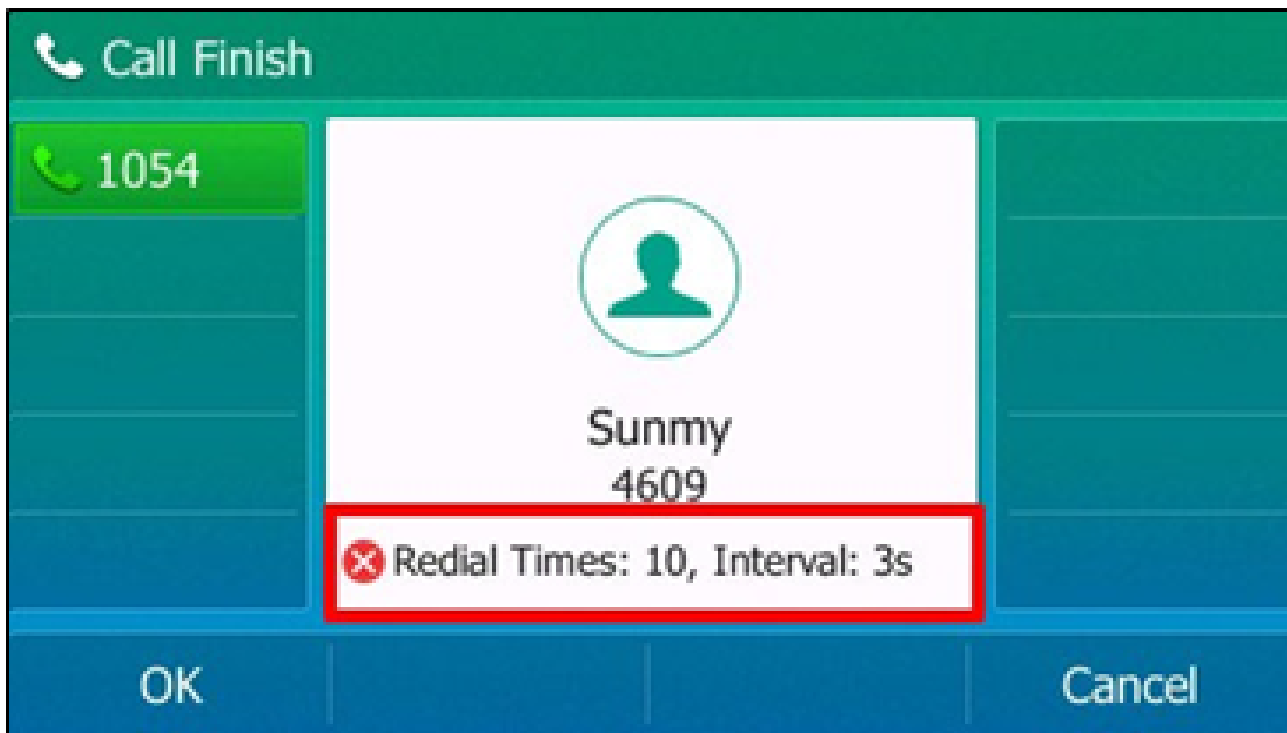 Call Finish
1054
Sunmy
4609
Redial Times: 10, Interval: 3s
OK
Cancel